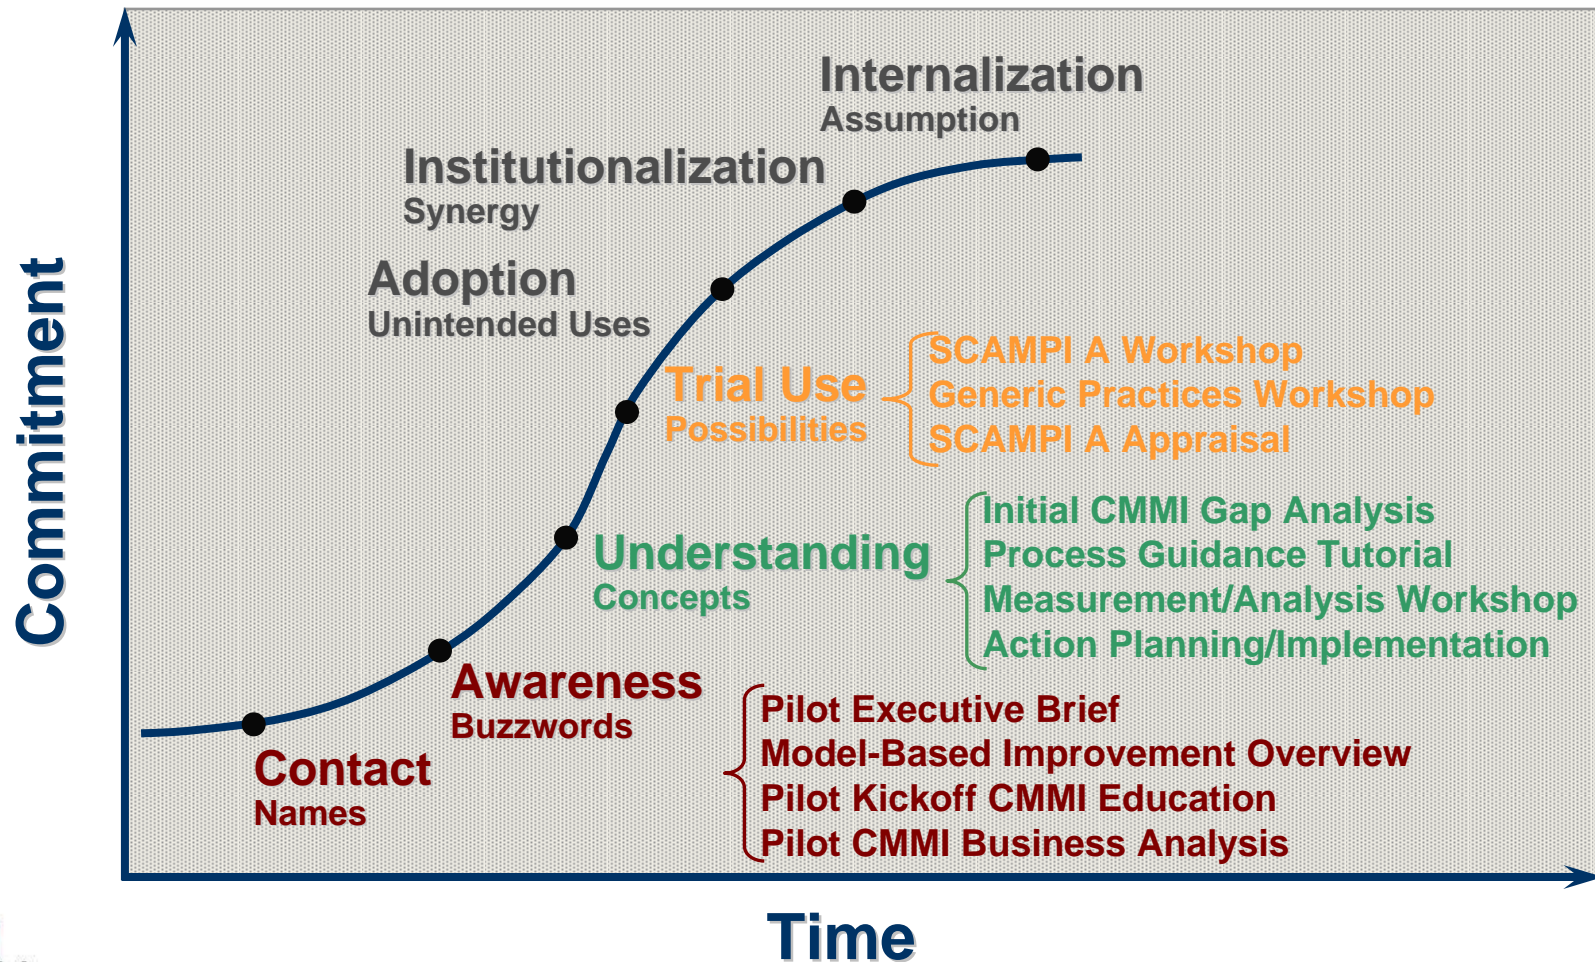 Internalization
Assumption
Institutionalization
Synergy
Adoption
Unintended Uses
Trial Use
Possibilities
SCAMPI A Workshop
Generic Practices Workshop
SCAMPI A Appraisal
Understanding
Concepts
Initial CMMI Gap Analysis
Process Guidance Tutorial
Measurement/Analysis Workshop
Action Planning/Implementation
Awareness
Buzzwords
Contact
Names
Pilot Executive Brief
Model-Based Improvement Overview
Pilot Kickoff CMMI Education
Pilot CMMI Business Analysis
Commitment
Time